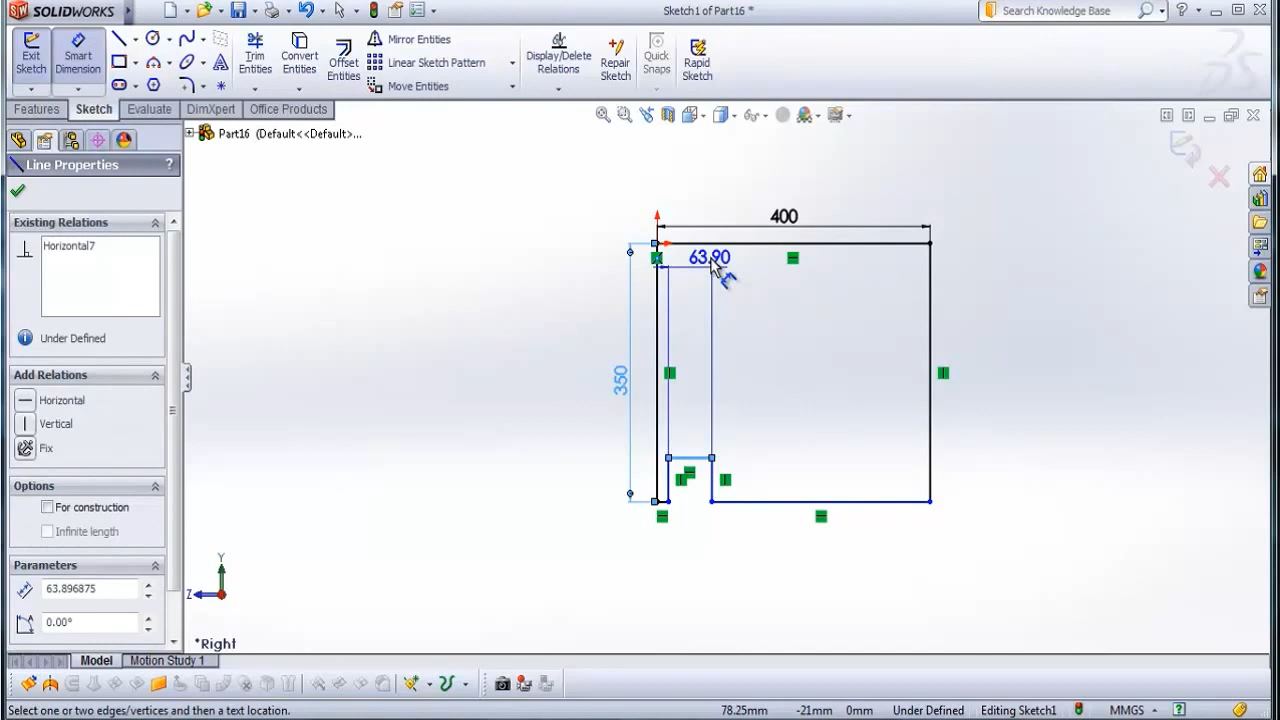 SOLIDWORKS
Sketch1 of Part16 *
Search Knowledge Base
Exit Sketch
Smart Dimension
Trim Entities
Convert Entities
Offset Entities
Mirror Entities
Linear Sketch Pattern
Move Entities
Display/Delete Relations
Repair Sketch
Quick Snaps
Rapid Sketch
Features
Sketch
Evaluate
DimXpert
Office Products
Part16 (Default<<Default>...
Line Properties
?
Existing Relations
Horizontal7
Under Defined
Add Relations
Horizontal
Vertical
Fix
Options
For construction
Infinite length
Parameters
63.896875
0.00°
400
63.90
350
Y
Z
*Right
Model
Motion Study 1
Select one or two edges/vertices and then a text location.
78.25mm
-21mm
0mm
Under Defined
Editing Sketch1
MMGS
?